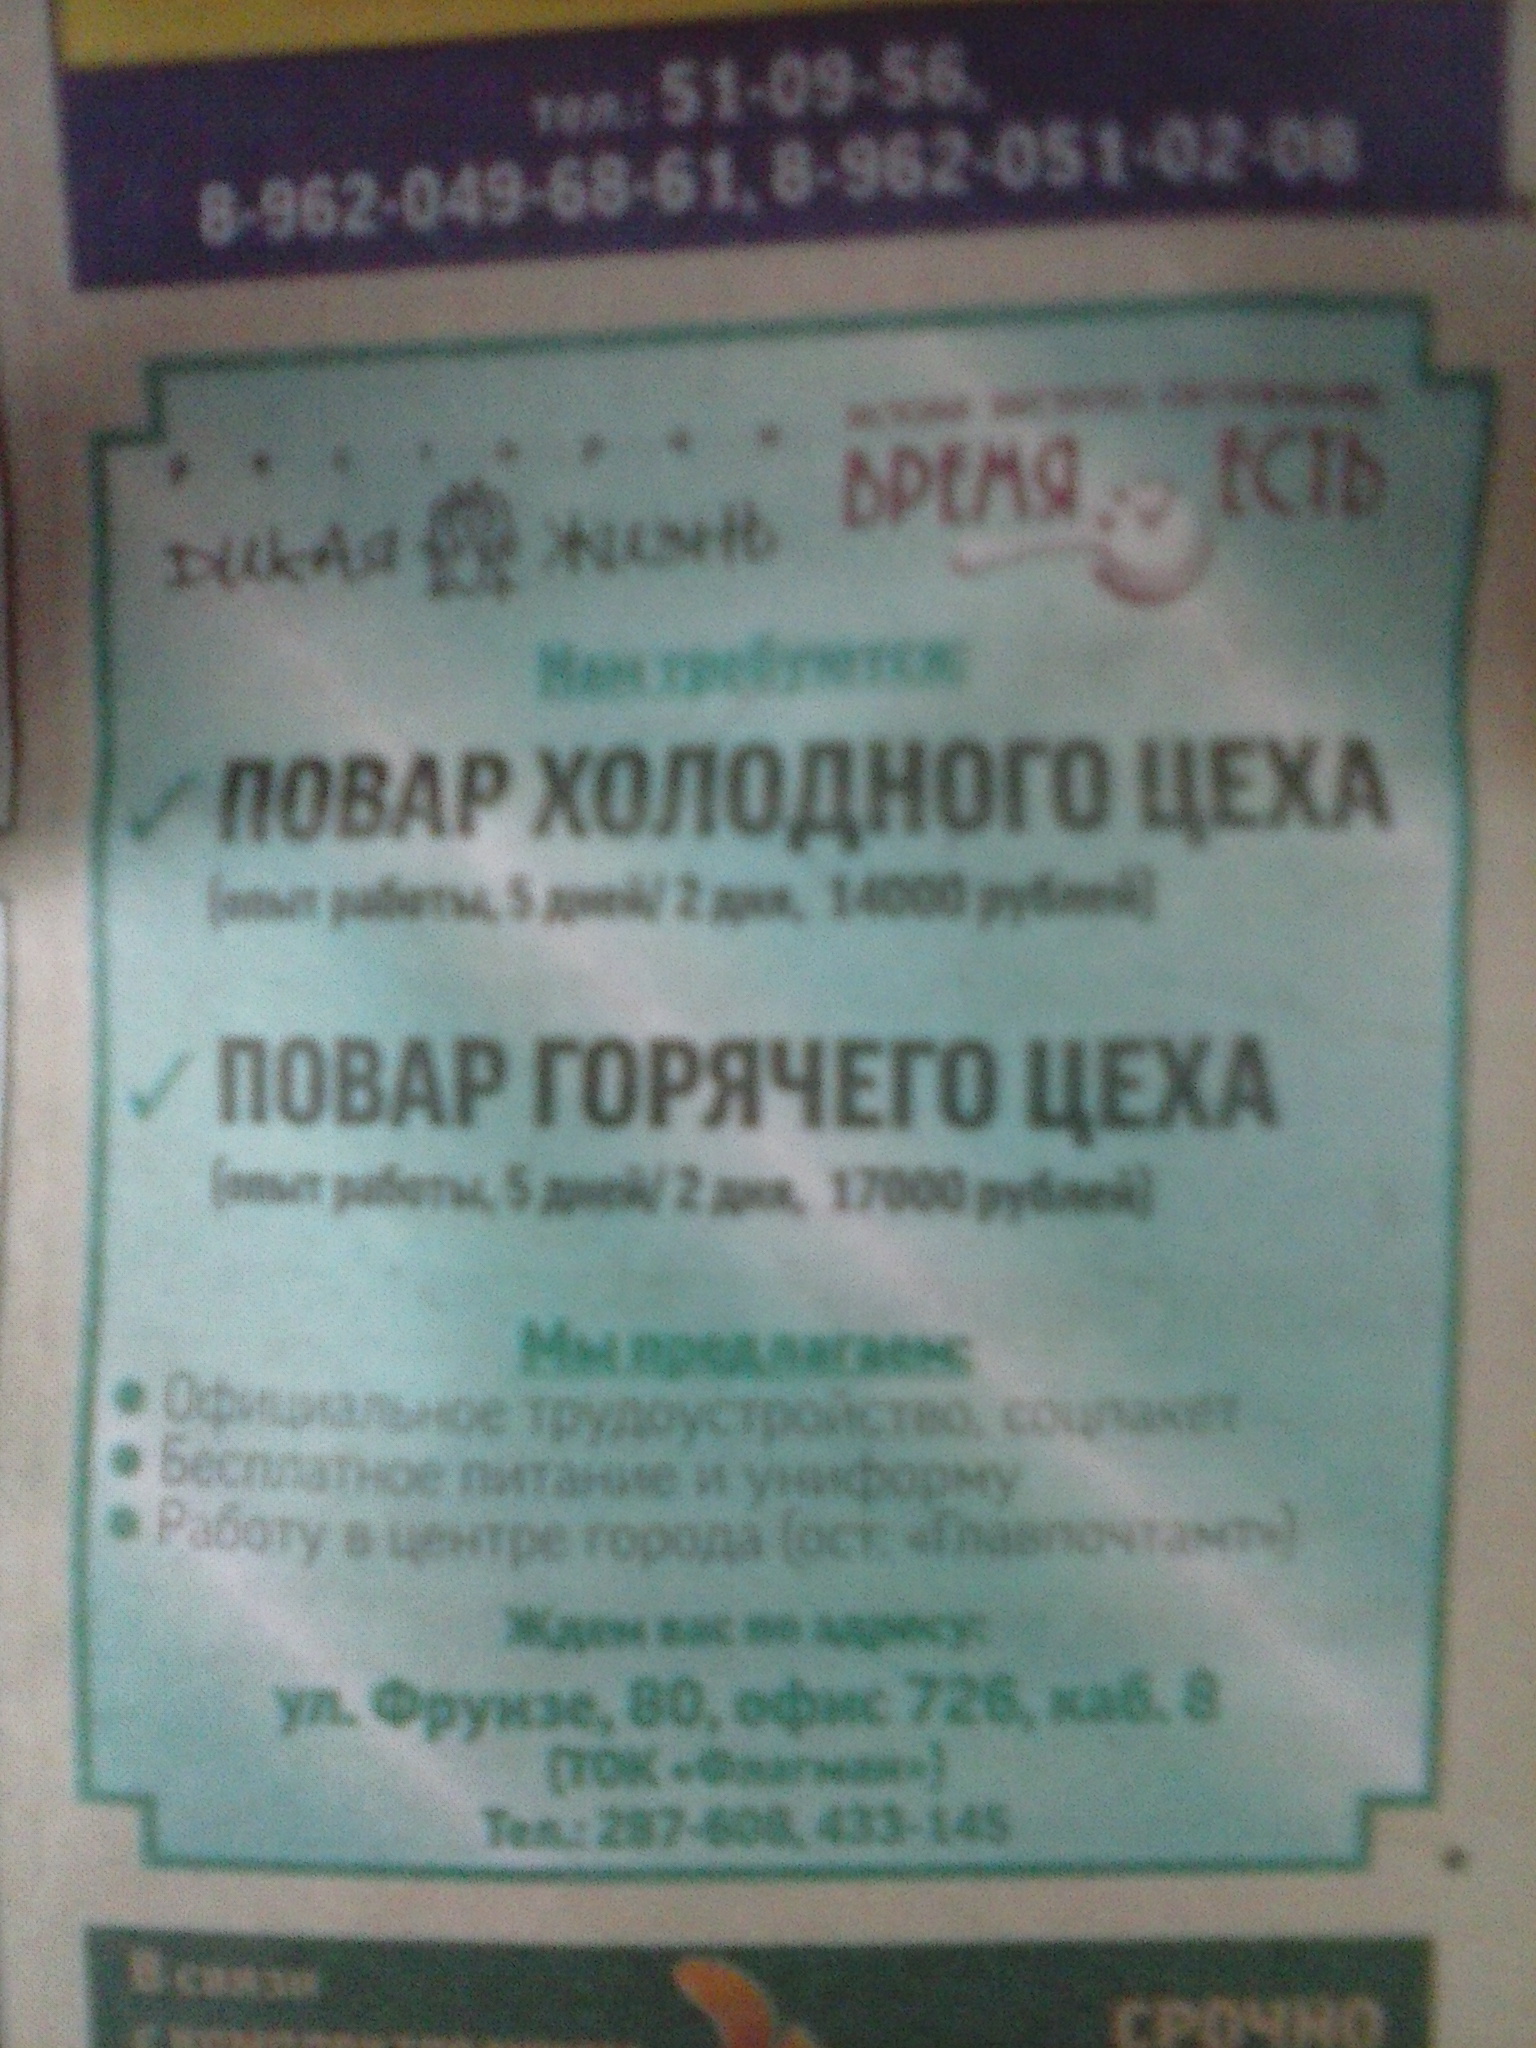 тел.: 51-09-56,
8-962-049-68-61, 8-962-051-02-08
ресторан
ДИКАЯ ЖИЗНЬ
ВРЕМЯ ЕСТЬ
Нам требуются:
ПОВАР ХОЛОДНОГО ЦЕХА
(опыт работы, 5 дней/ 2 дня, 14000 рублей)
ПОВАР ГОРЯЧЕГО ЦЕХА
(опыт работы, 5 дней/ 2 дня, 17000 рублей)
Мы предлагаем:
Официальное трудоустройство, соцпакет
Бесплатное питание и униформу
Работу в центре города (ост. «Главпочтамт»)
Ждем вас по адресу:
ул. Фрунзе, 80, офис 726, каб. 8
(ТОК «Флагман»)
Тел.: 287-608, 433-145
В связи
СРОЧНО